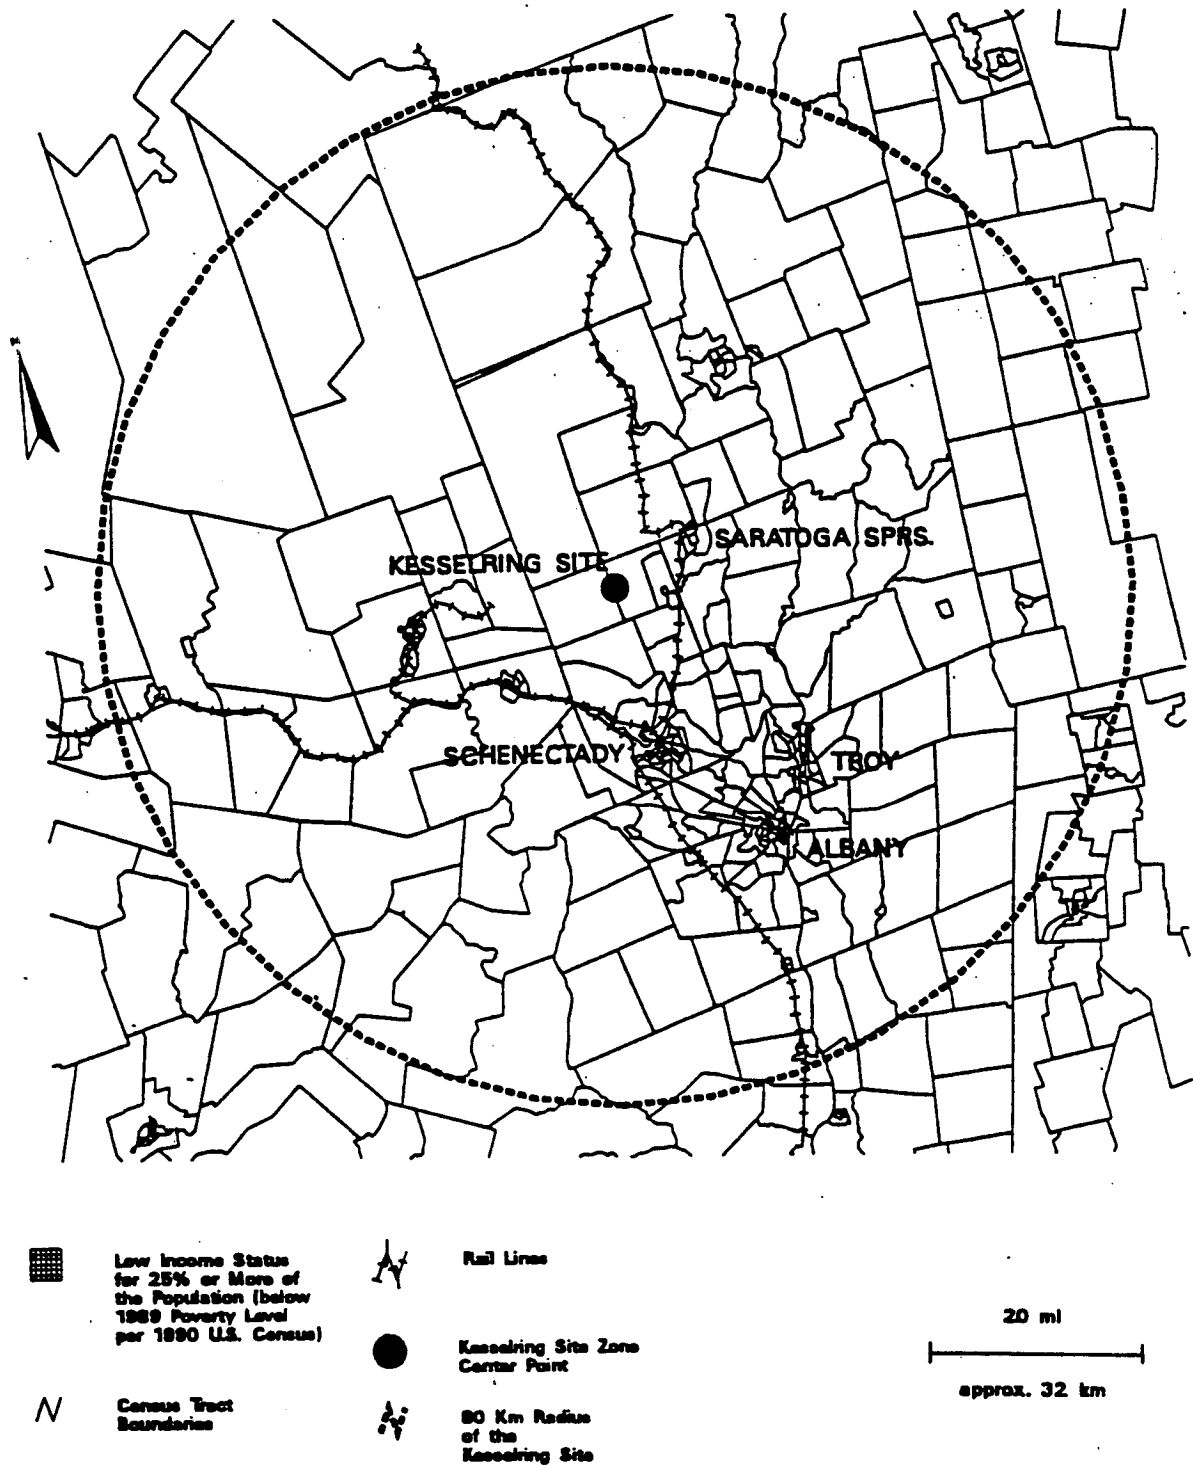 SARATOGA SPRS.
KESSELRING SITE
SCHENECTADY
TROY
ALBANY
Low Income Status
for 25% or More of
the Population (below
1989 Poverty Level
per 1990 U.S. Census)
Rail Lines
Kesselring Site Zone
Center Point
Census Tract
Boundaries
80 Km Radius
of the
Kesselring Site
20 mi
approx. 32 km